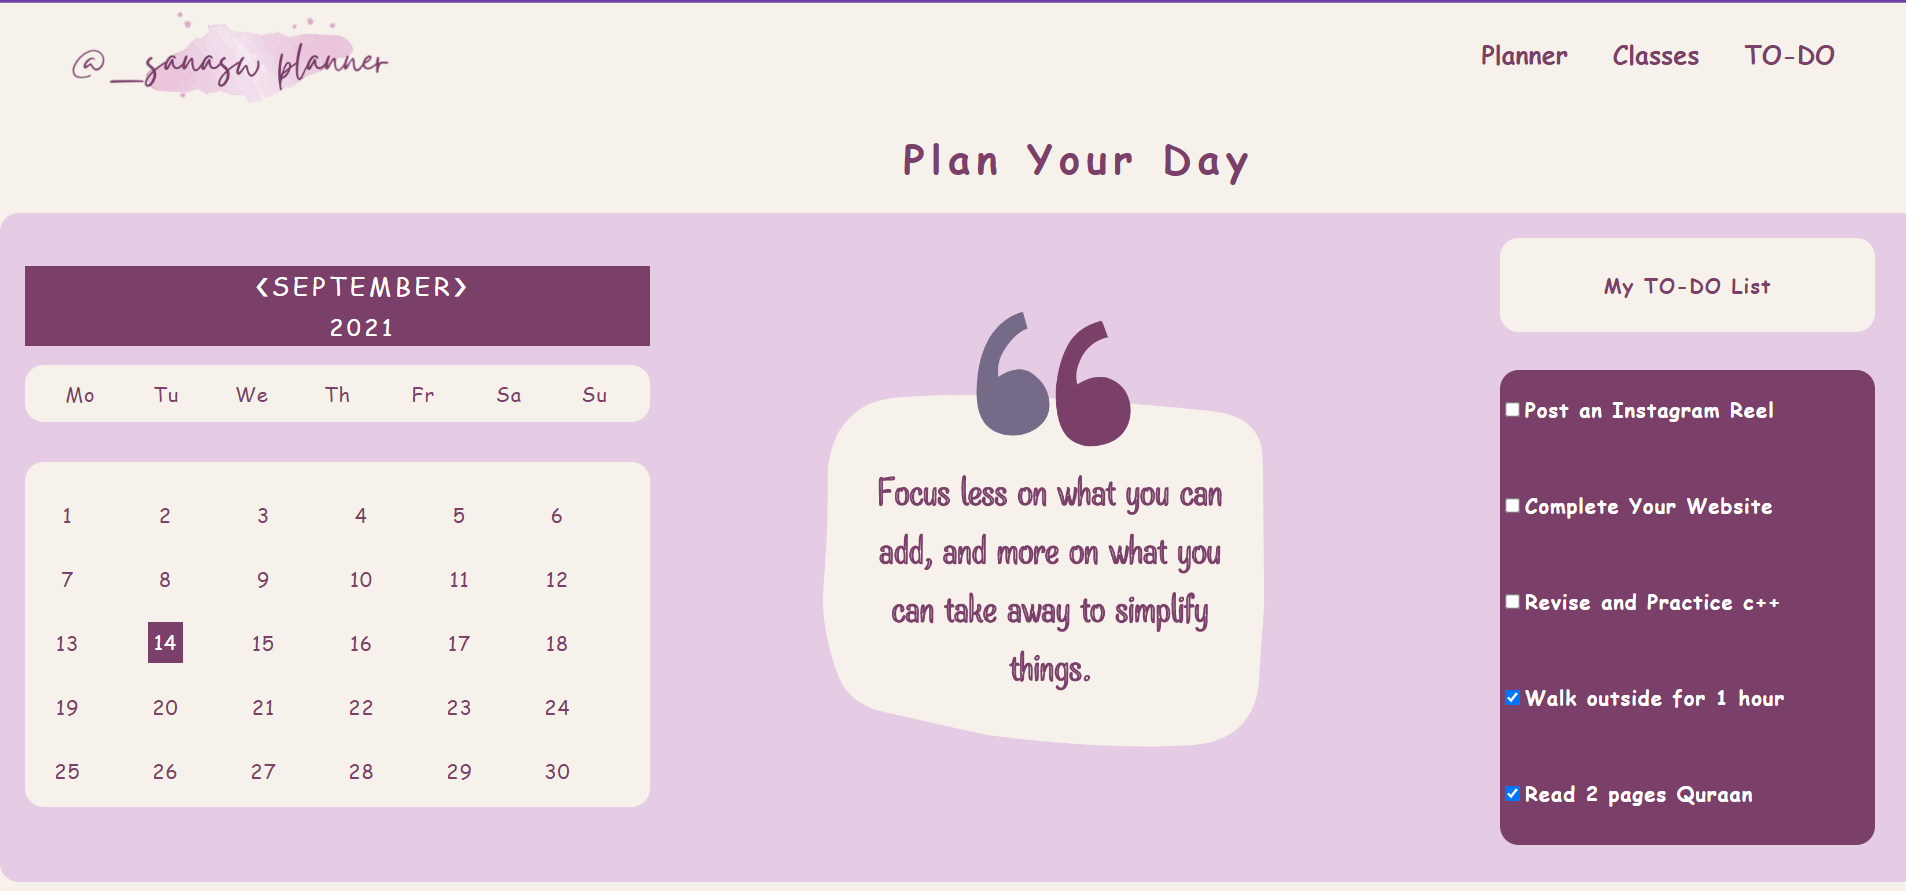 @_sanasw planner
Planner Classes TO-DO
Plan Your Day
❮SEPTEMBER❯
2021
Mo Tu We Th Fr Sa Su
1 2 3 4 5 6
7 8 9 10 11 12
13 14 15 16 17 18
19 20 21 22 23 24
25 26 27 28 29 30
Focus less on what you can
add, and more on what you
can take away to simplify
things.
My TO-DO List
Post an Instagram Reel
Complete Your Website
Revise and Practice c++
Walk outside for 1 hour
Read 2 pages Quraan